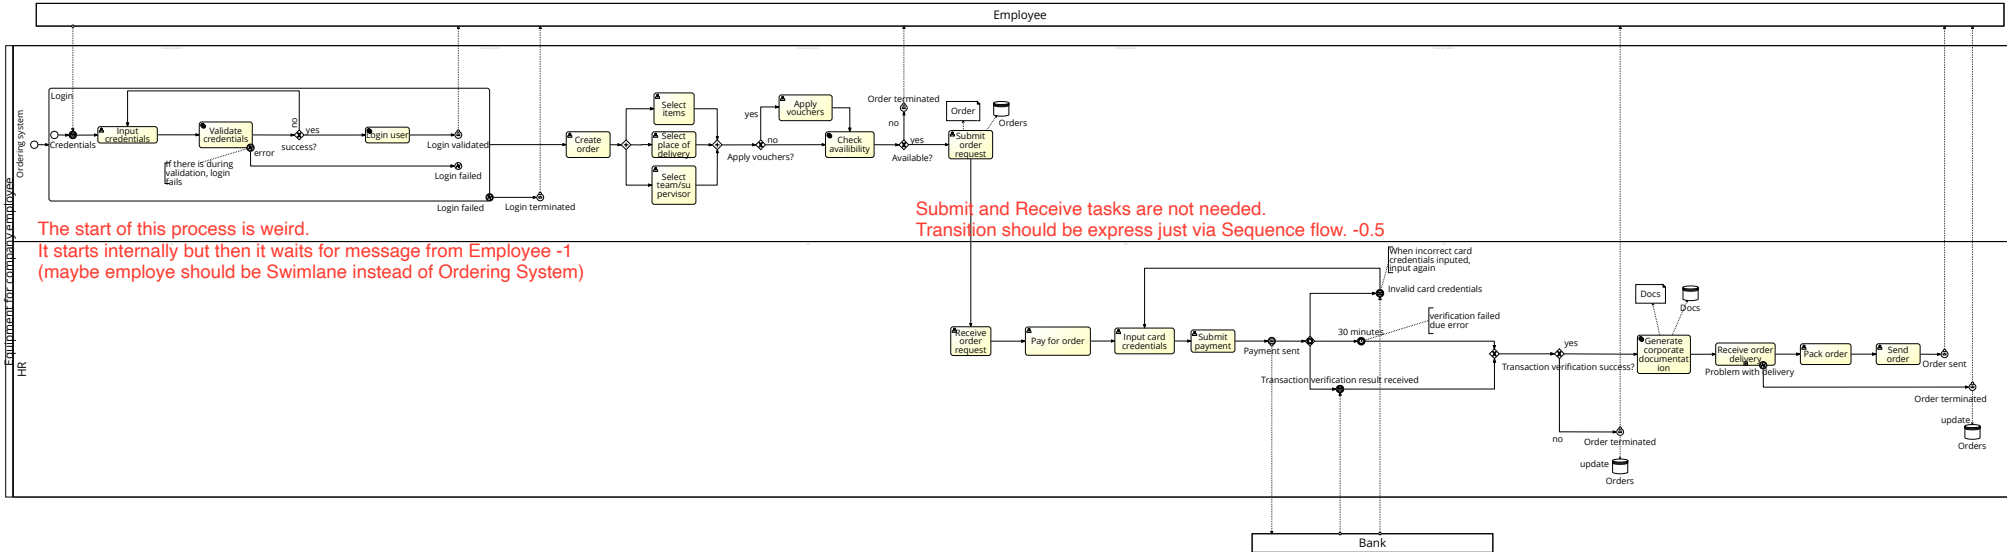 Employee
Equipment for company employee
Ordering system
Login
Credentials
Input
credentials
Validate
credentials
error
If there is during
validation, login
fails
no
yes
success?
Login user
Login validated
Login failed
Login failed
Login terminated
Create
order
Select
items
Select
place of
delivery
Select
team/su
pervisor
yes
no
Apply vouchers?
Apply
vouchers
Check
availibility
Order terminated
no
yes
Available?
Order
Orders
Submit
order
request
The start of this process is weird.
It starts internally but then it waits for message from Employee -1
(maybe employe should be Swimlane instead of Ordering System)
Submit and Receive tasks are not needed.
Transition should be express just via Sequence flow. -0.5
HR
Receive
order
request
Pay for order
Input card
credentials
Submit
payment
Payment sent
When incorrect card
credentials inputed,
input again
Invalid card credentials
30 minutes
verification failed
due error
Transaction verification result received
Transaction verification success?
yes
no
Order terminated
update
Orders
Docs
Docs
Generate
corporate
documentat
ion
Receive order
delivery
Problem with delivery
Pack order
Send
order
Order sent
Order terminated
update
Orders
Bank